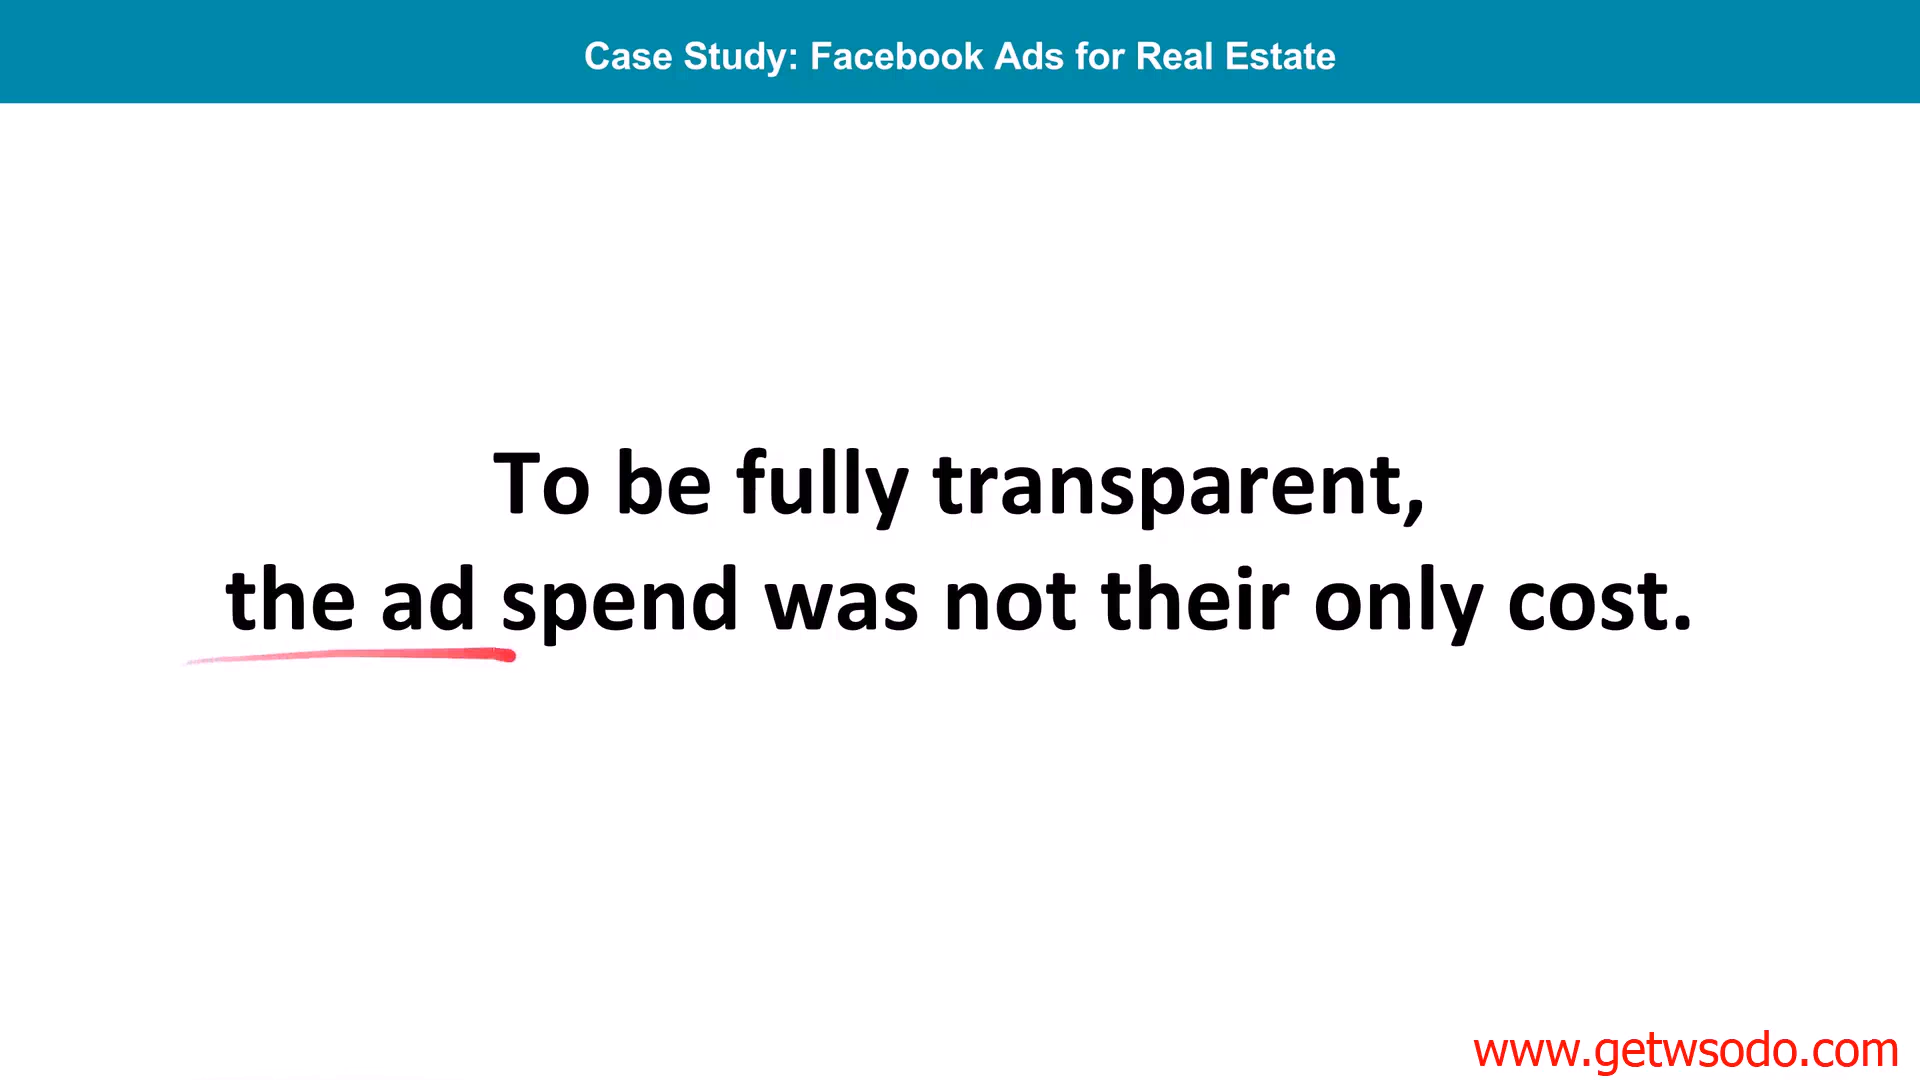 Case Study: Facebook Ads for Real Estate
To be fully transparent,
the ad spend was not their only cost.
www.getwsodo.com